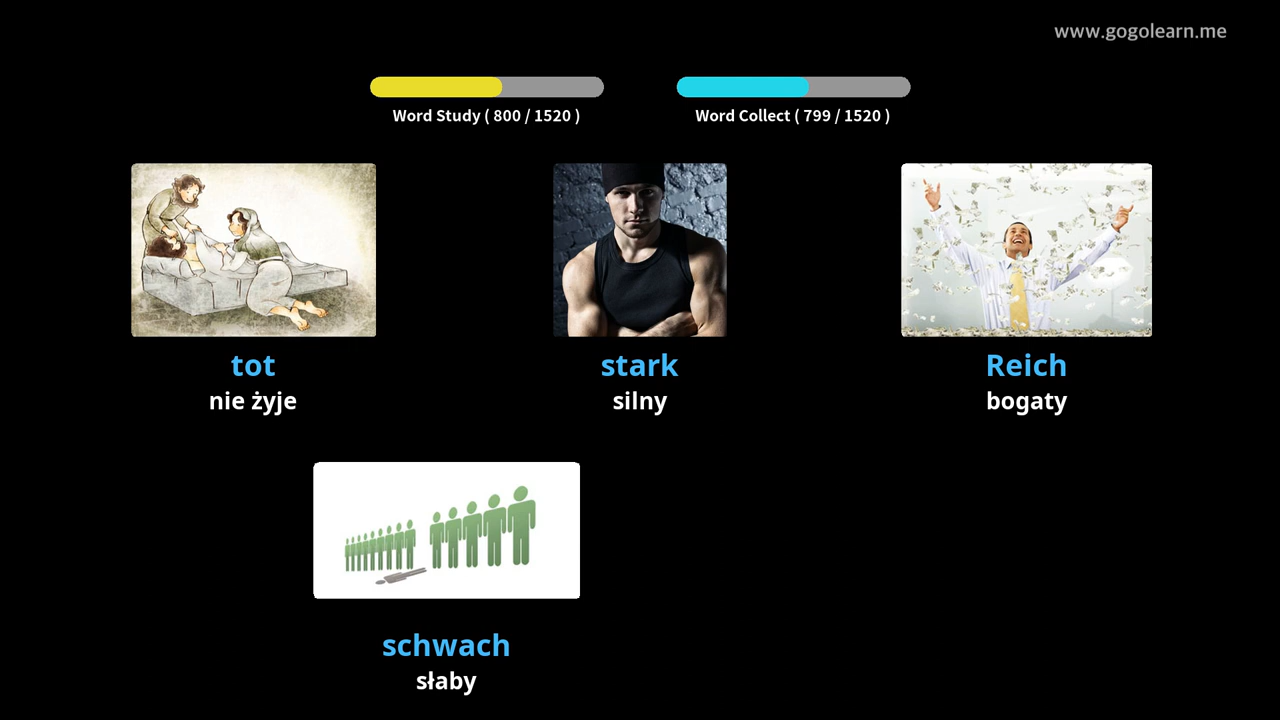 www.gogolearn.me
Word Study ( 800 / 1520 )
Word Collect ( 799 / 1520 )
tot
nie żyje
stark
silny
Reich
bogaty
schwach
słaby